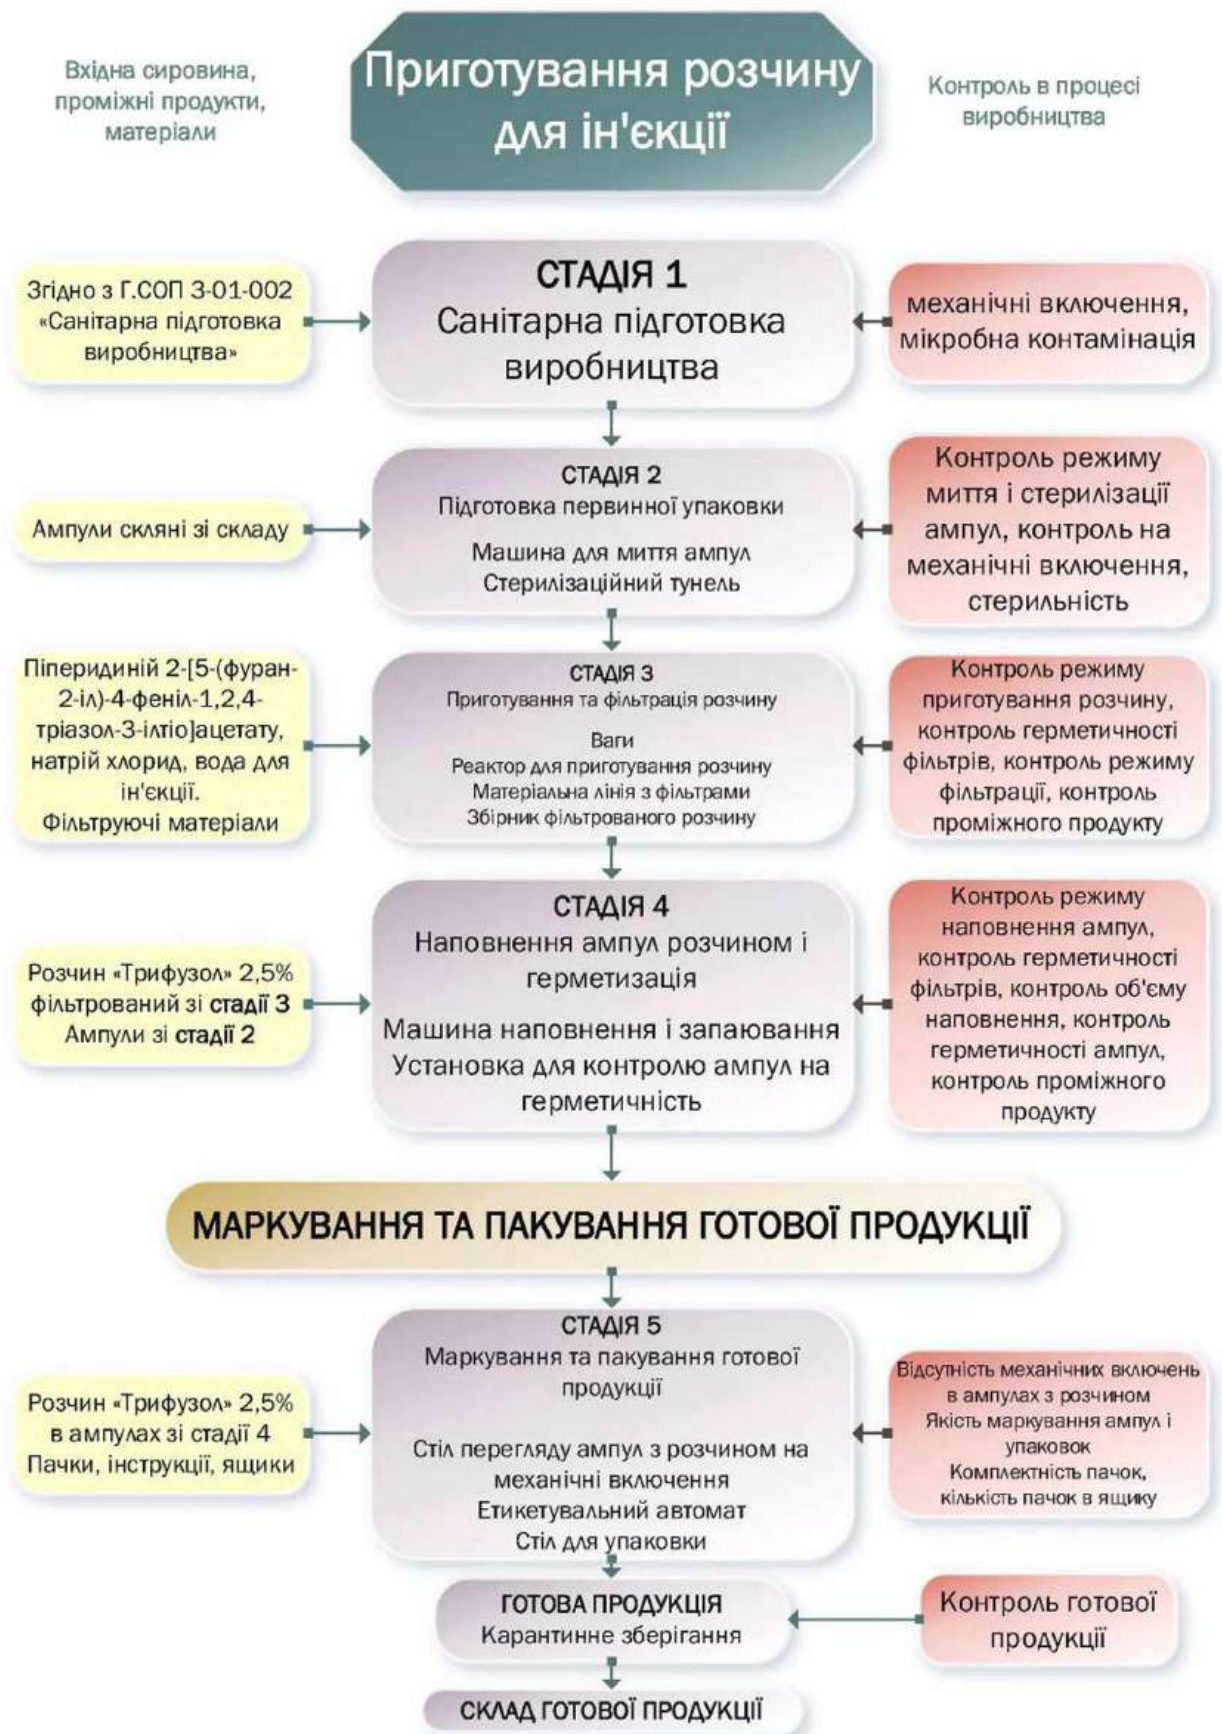 Вхідна сировина,
проміжні продукти,
матеріали
Приготування розчину
для ін'єкції
Контроль в процесі
виробництва
Згідно з Г.СОП 3-01-002
«Санітарна підготовка
виробництва»
СТАДІЯ 1
Санітарна підготовка
виробництва
механічні включення,
мікробна контамінація
Ампули скляні зі складу
СТАДІЯ 2
Підготовка первинної упаковки
Машина для миття ампул
Стерилізаційний тунель
Контроль режиму
миття і стерилізації
ампул, контроль на
механічні включення,
стерильність
Піперидиній 2-[5-(фуран-
2-іл)-4-феніл-1,2,4-
тріазол-3-ілтіо]ацетату,
натрій хлорид, вода для
ін'єкції.
Фільтруючі матеріали
СТАДІЯ 3
Приготування та фільтрація розчину
Ваги
Реактор для приготування розчину
Матеріальна лінія з фільтрами
Збірник фільтрованого розчину
Контроль режиму
приготування розчину,
контроль герметичності
фільтрів, контроль режиму
фільтрації, контроль
проміжного продукту
Розчин «Трифузол» 2,5%
фільтрований зі стадії 3
Ампули зі стадії 2
СТАДІЯ 4
Наповнення ампул розчином і
герметизація
Машина наповнення і запаювання
Установка для контролю ампул на
герметичність
Контроль режиму
наповнення ампул,
контроль герметичності
фільтрів, контроль об'єму
наповнення, контроль
герметичності ампул,
контроль проміжного
продукту
МАРКУВАННЯ ТА ПАКУВАННЯ ГОТОВОЇ ПРОДУКЦІЇ
Розчин «Трифузол» 2,5%
в ампулах зі стадії 4
Пачки, інструкції, ящики
СТАДІЯ 5
Маркування та пакування готової
продукції
Стіл перегляду ампул з розчином на
механічні включення
Етикетувальний автомат
Стіл для упаковки
Відсутність механічних включень
в ампулах з розчином
Якість маркування ампул і
упаковок
Комплектність пачок,
кількість пачок в ящику
ГОТОВА ПРОДУКЦІЯ
Карантинне зберігання
Контроль готової
продукції
СКЛАД ГОТОВОЇ ПРОДУКЦІЇ